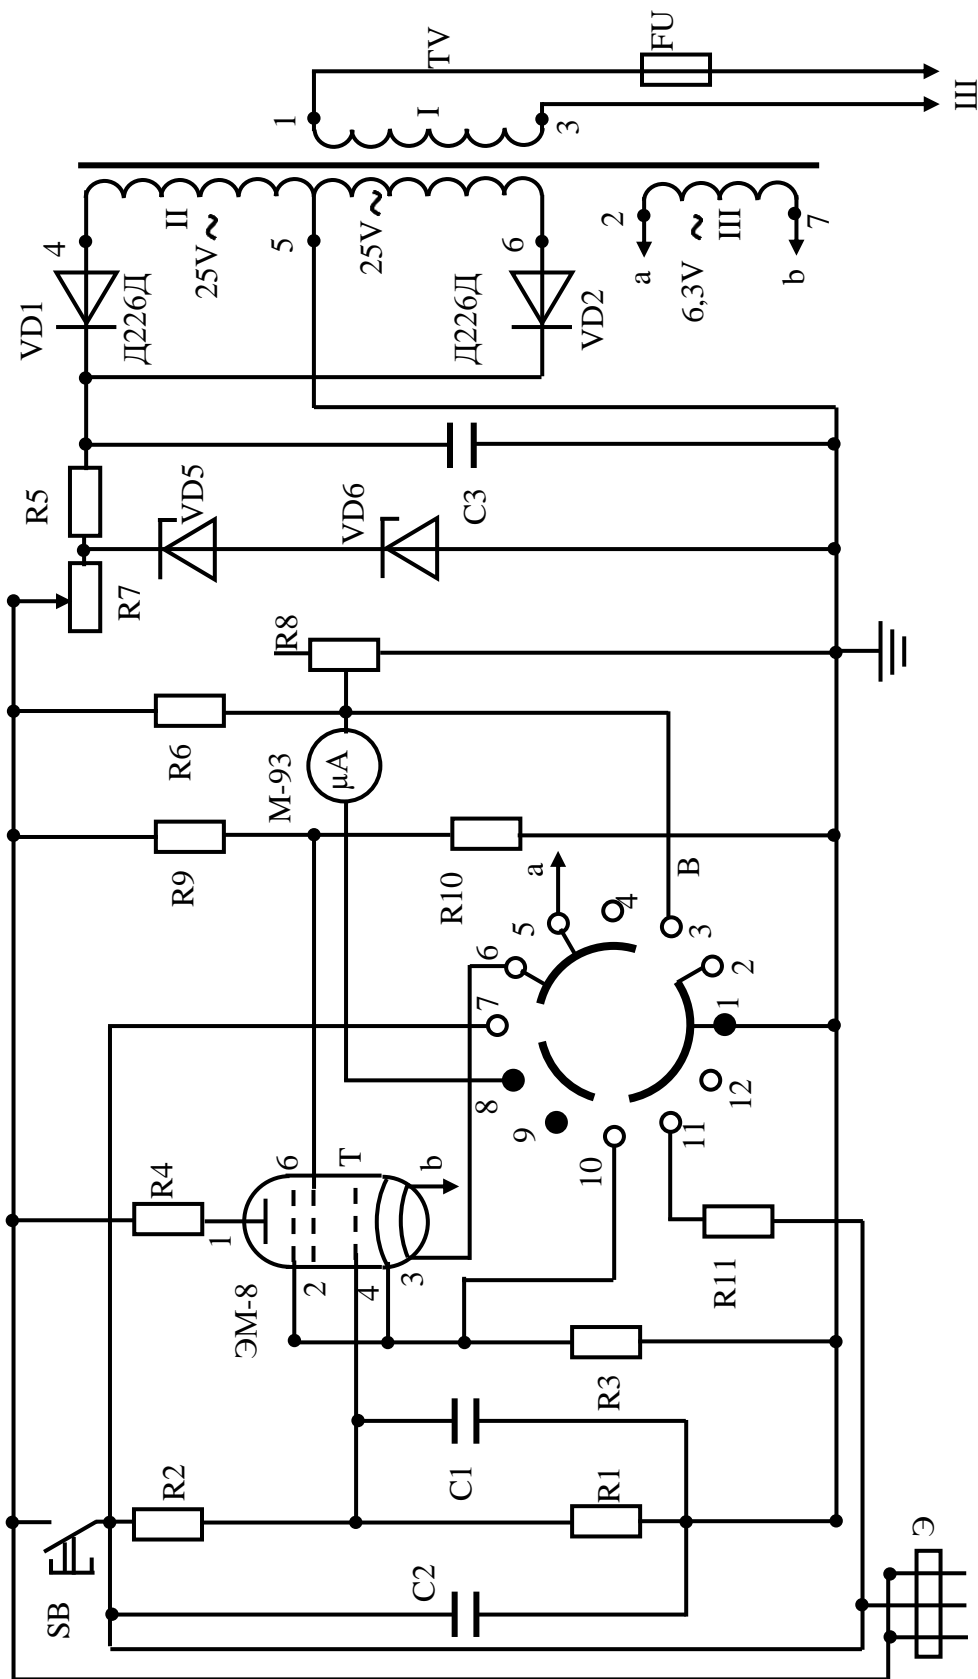 TV
FU
1
I
3
III
4
II
25V ~
5
25V ~
6
2
~ III
7
a
6,3V
b
VD1
Д226Д
Д226Д
VD2
R5
VD5
VD6
C3
R7
R8
R6
M-93
μA
R9
R10
a
B
6
5
4
3
7
2
8
1
9
12
10
11
R4
6
T
b
1
2
4
3
ЭМ-8
R11
R3
R2
C1
R1
SB
C2
Э